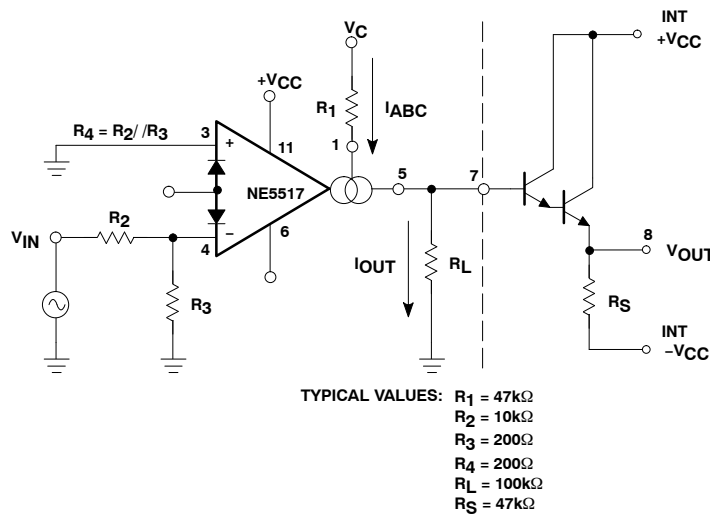 VC
INT
+VCC
+VCC
R1
IABC
R4 = R2/ /R3
3
+
11
1
NE5517
5
7
R2
VIN
4
−
6
8
VOUT
IOUT
RL
R3
RS
INT
−VCC
TYPICAL VALUES: R1 = 47kΩ
R2 = 10kΩ
R3 = 200Ω
R4 = 200Ω
RL = 100kΩ
RS = 47kΩ